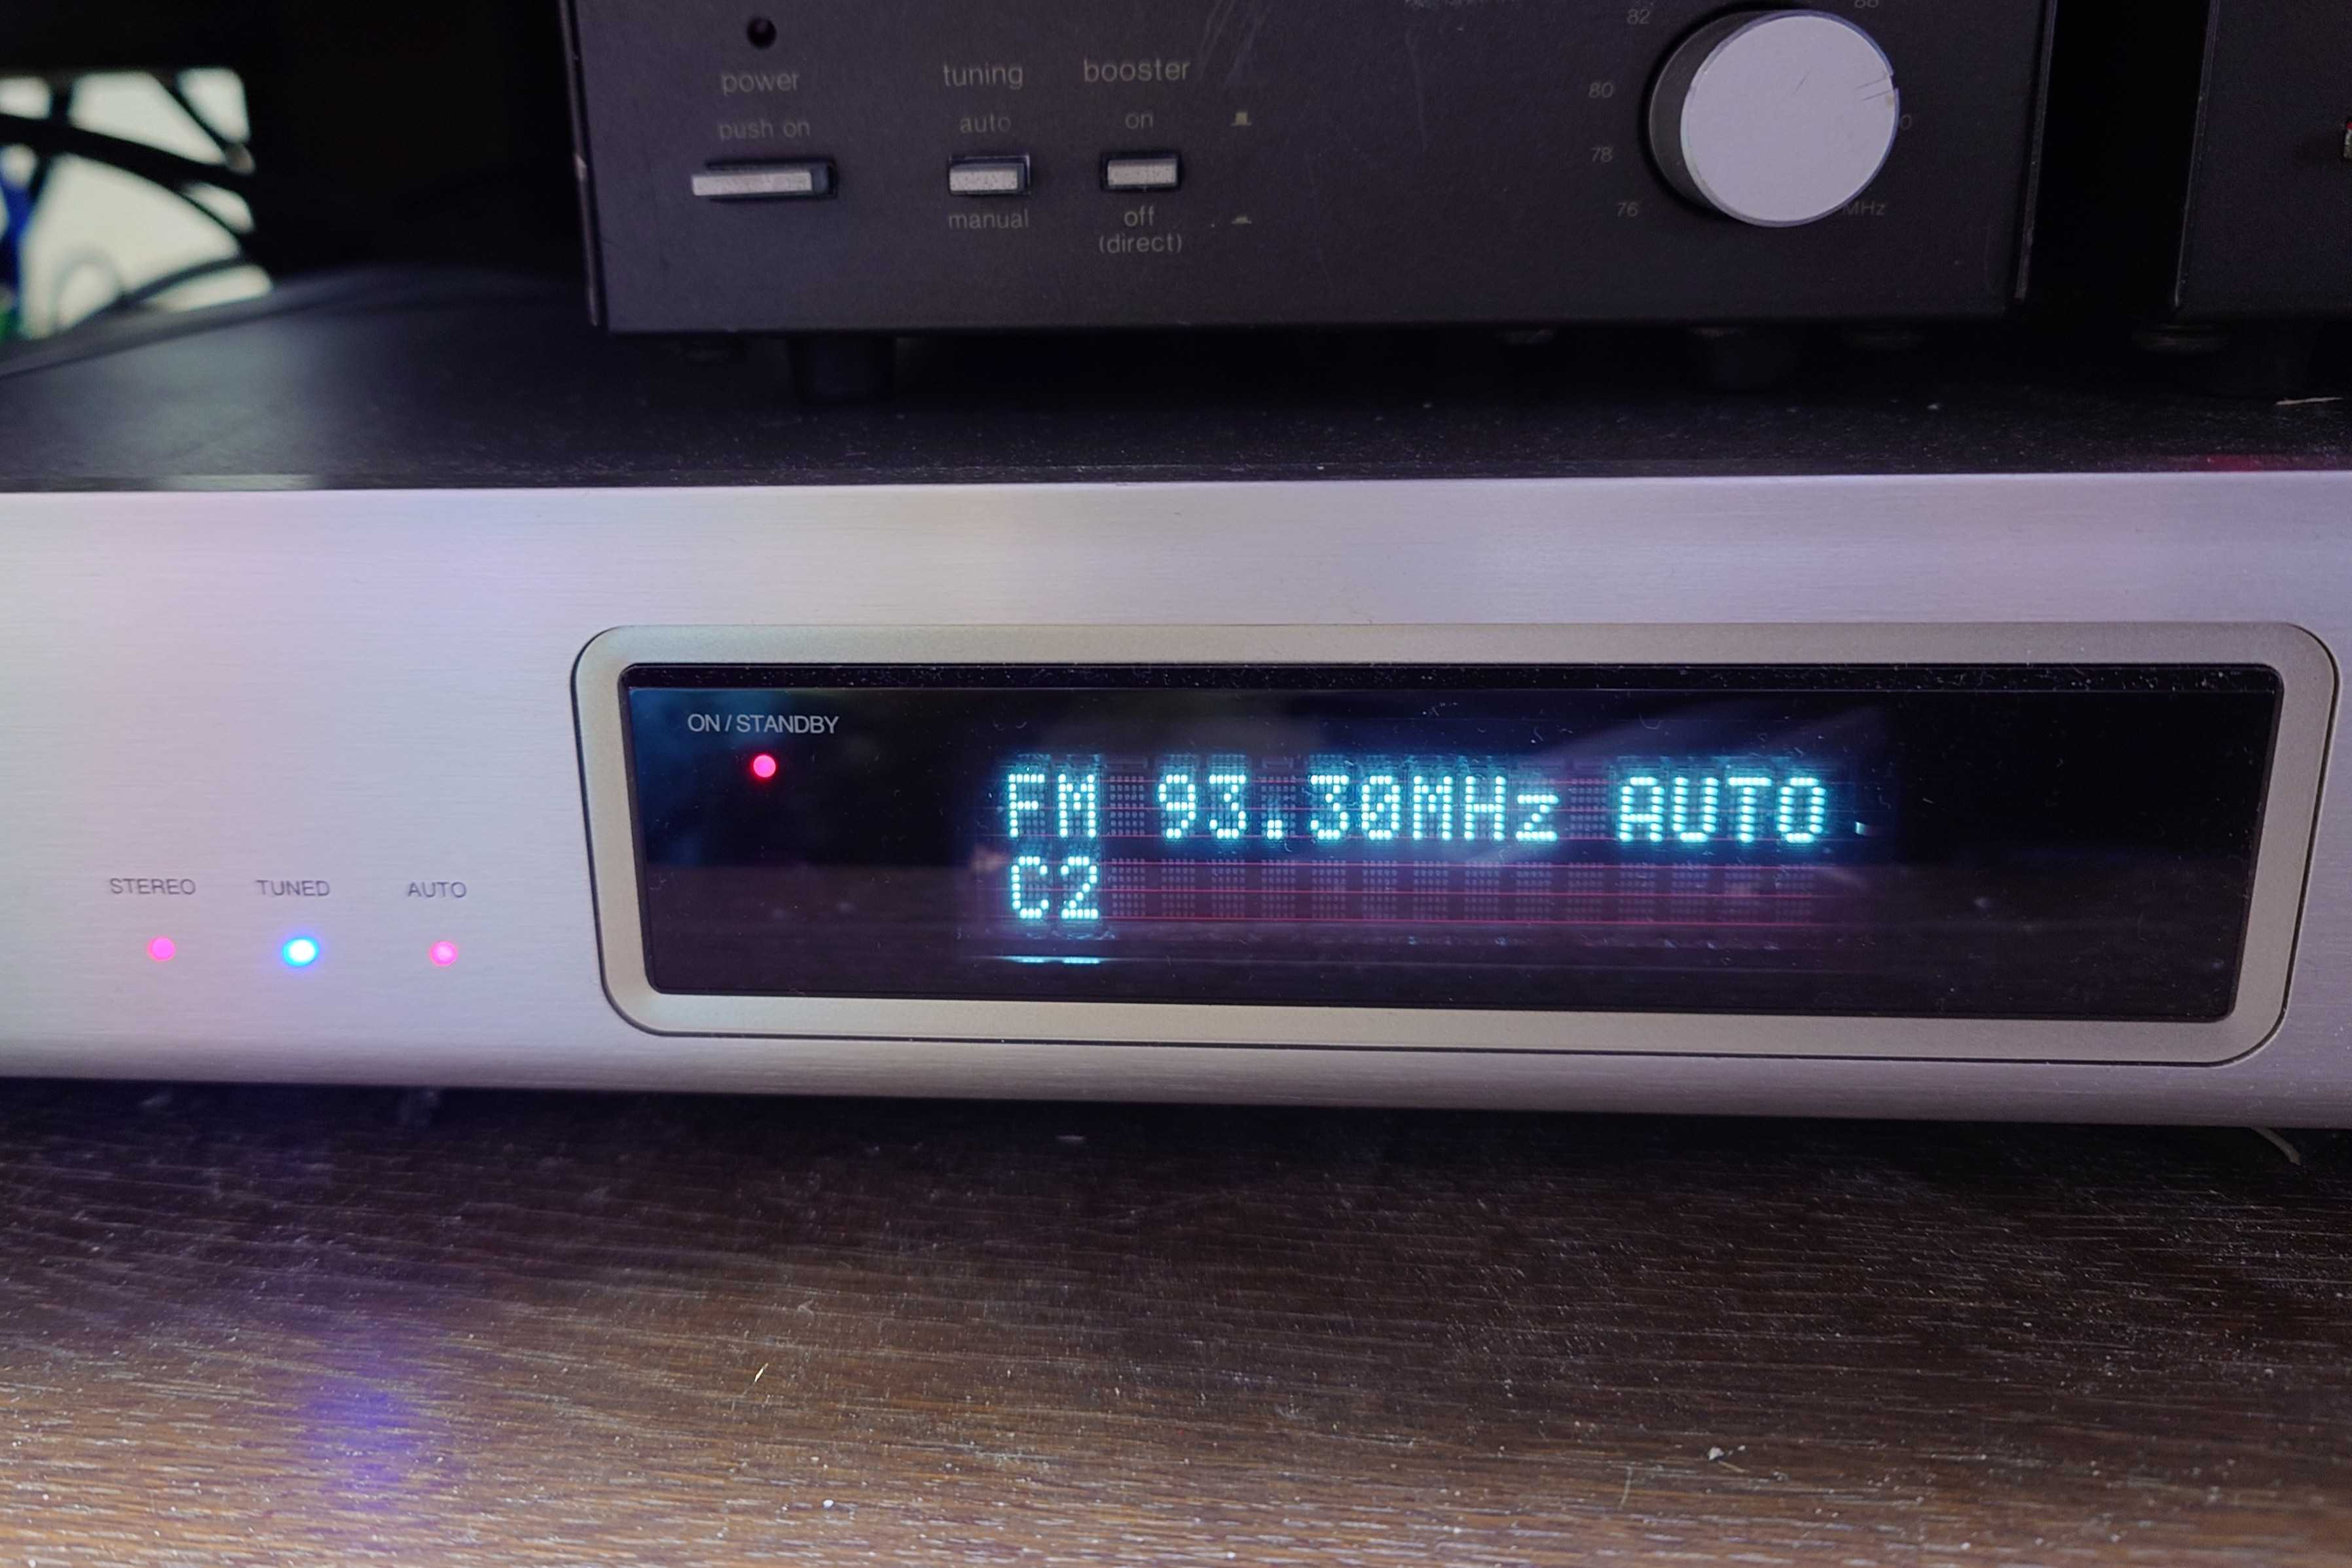 power
tuning
booster
push on
auto
on
manual
off
(direct)
82
88
80
78
76
MHz
ON / STANDBY
FM 93.30MHz AUTO
C2
STEREO
TUNED
AUTO